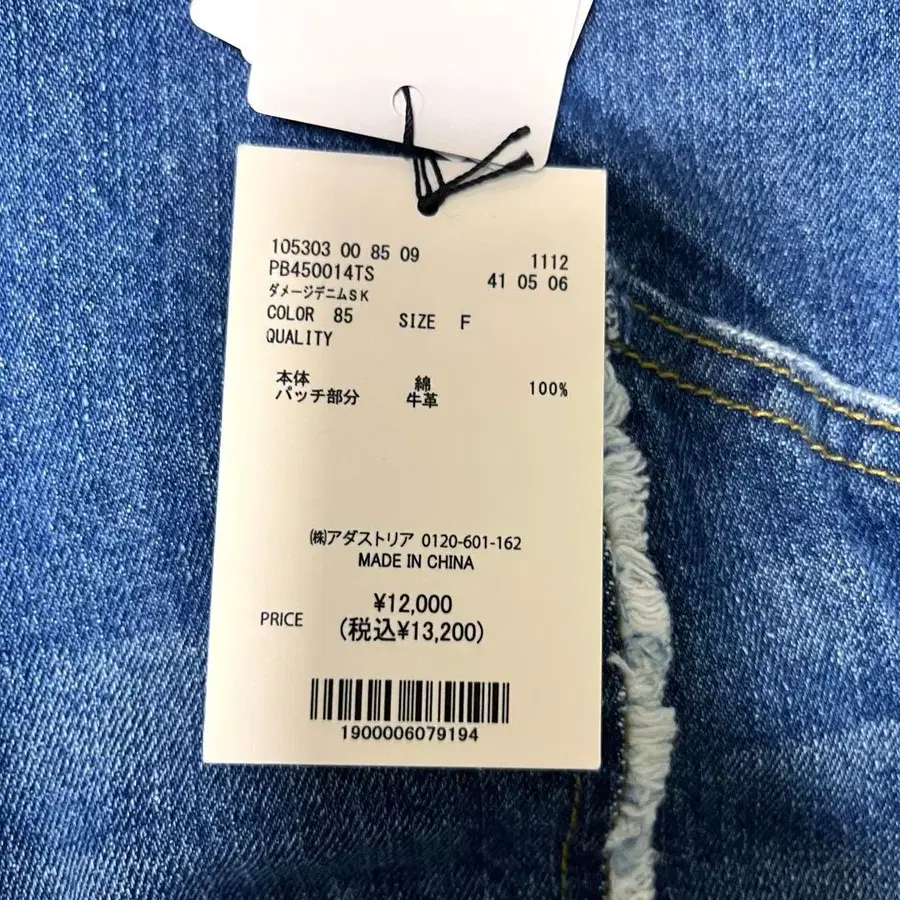 105303 00 85 09 1112
PB450014TS 41 05 06
ダメージデニムSK
COLOR 85 SIZE F
QUALITY
本体 綿 100%
パッチ部分 牛革
㈱アダストリア 0120-601-162
MADE IN CHINA
PRICE ¥12,000
(税込¥13,200)
1900006079194